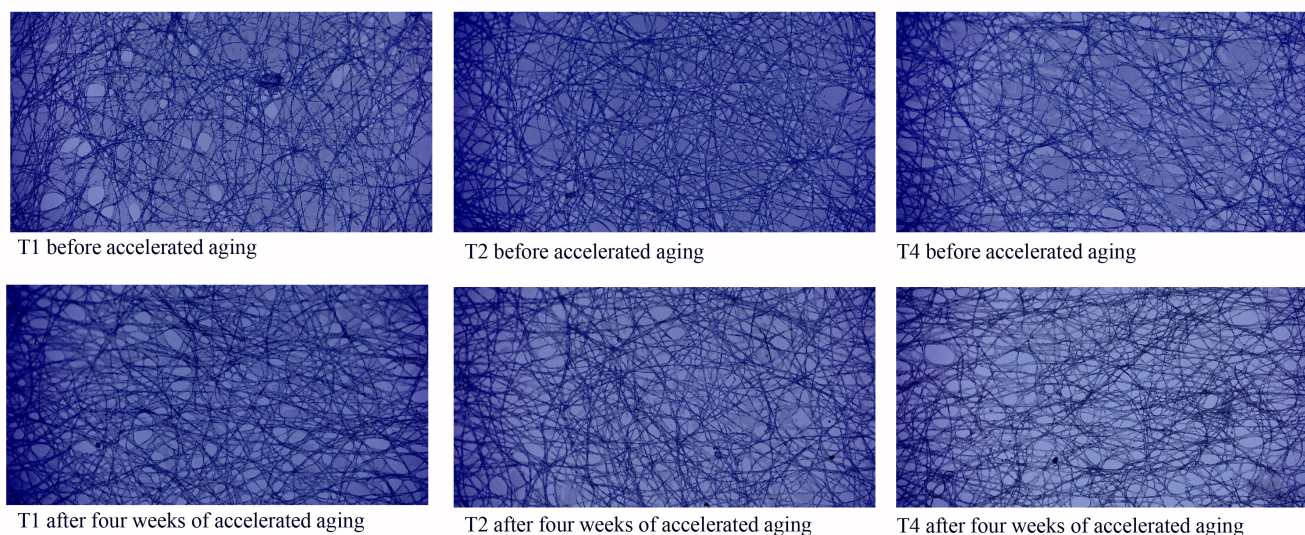 T1 before accelerated aging
T2 before accelerated aging
T4 before accelerated aging
T1 after four weeks of accelerated aging
T2 after four weeks of accelerated aging
T4 after four weeks of accelerated aging